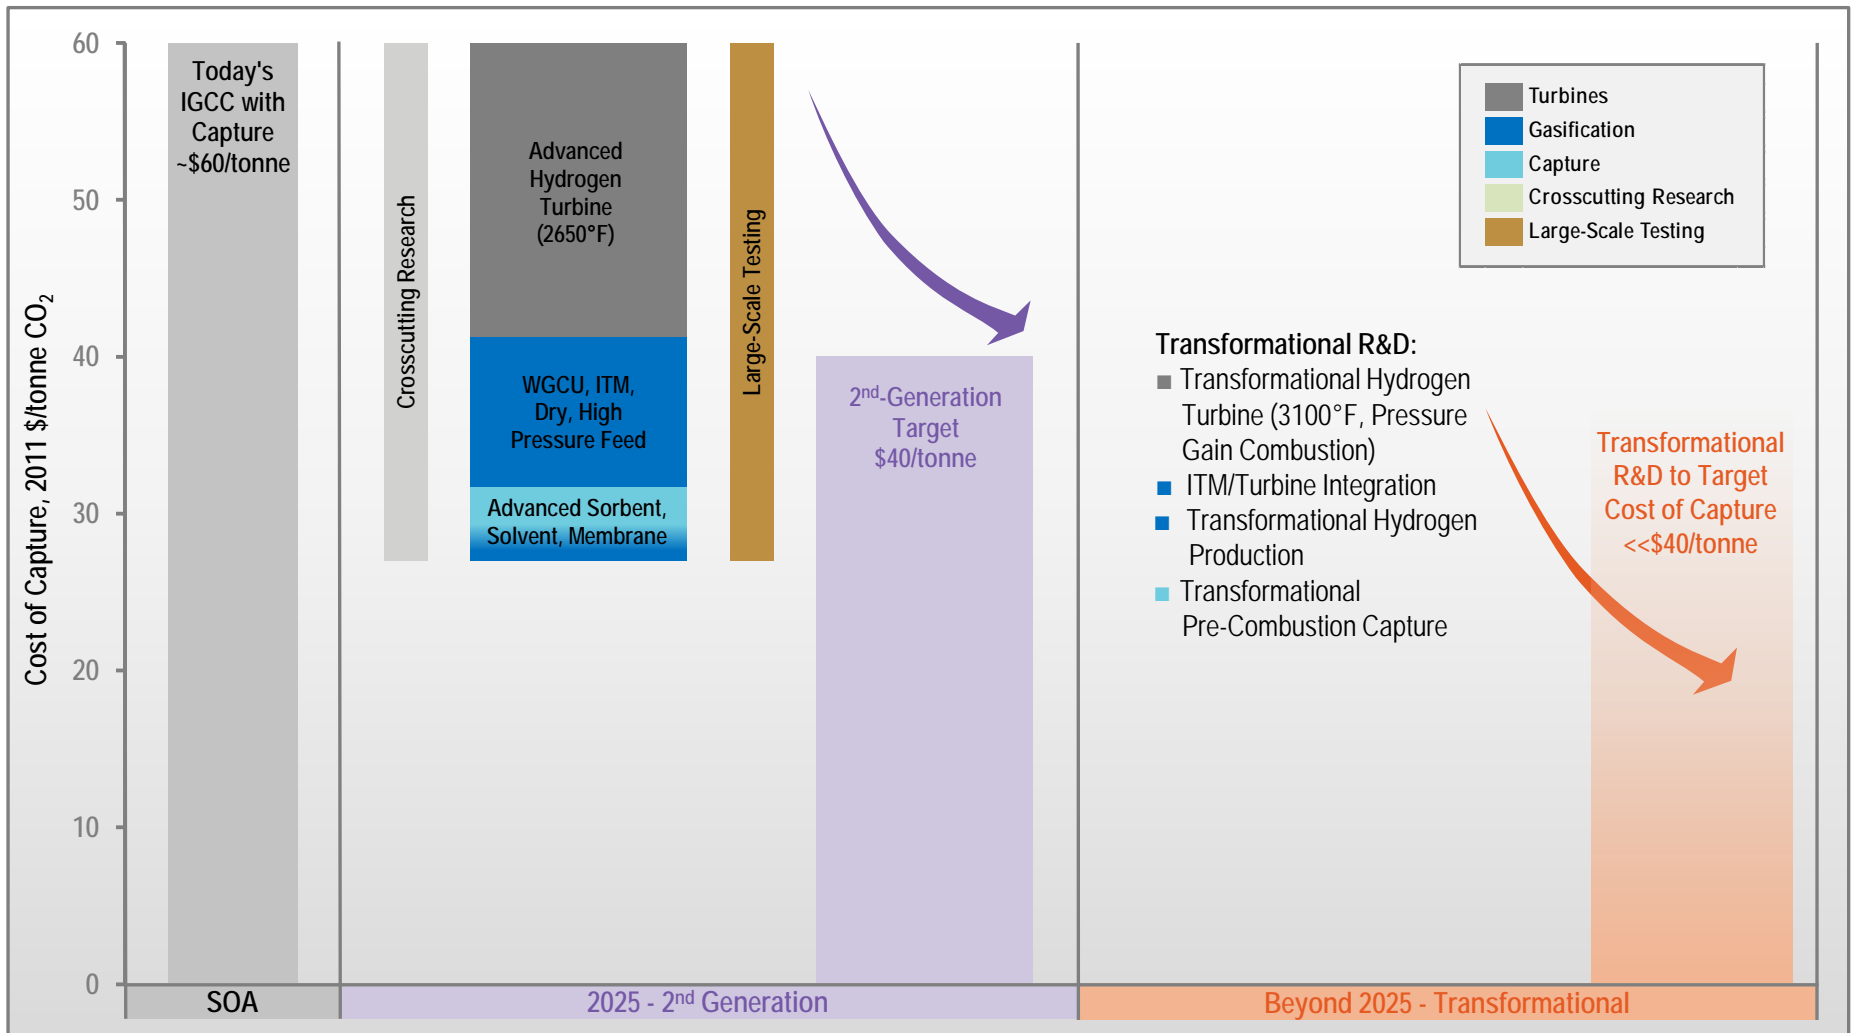 60
50
40
30
20
10
0
Cost of Capture, 2011 $/tonne CO₂
Today's
IGCC with
Capture
~$60/tonne
Crosscutting Research
Advanced
Hydrogen
Turbine
(2650°F)
WGCU, ITM,
Dry, High
Pressure Feed
Advanced Sorbent,
Solvent, Membrane
Large-Scale Testing
2nd-Generation
Target
$40/tonne
Turbines
Gasification
Capture
Crosscutting Research
Large-Scale Testing
Transformational R&D:
Transformational Hydrogen
Turbine (3100°F, Pressure
Gain Combustion)
ITM/Turbine Integration
Transformational Hydrogen
Production
Transformational
Pre-Combustion Capture
Transformational
R&D to Target
Cost of Capture
<<$40/tonne
SOA
2025 - 2nd Generation
Beyond 2025 - Transformational